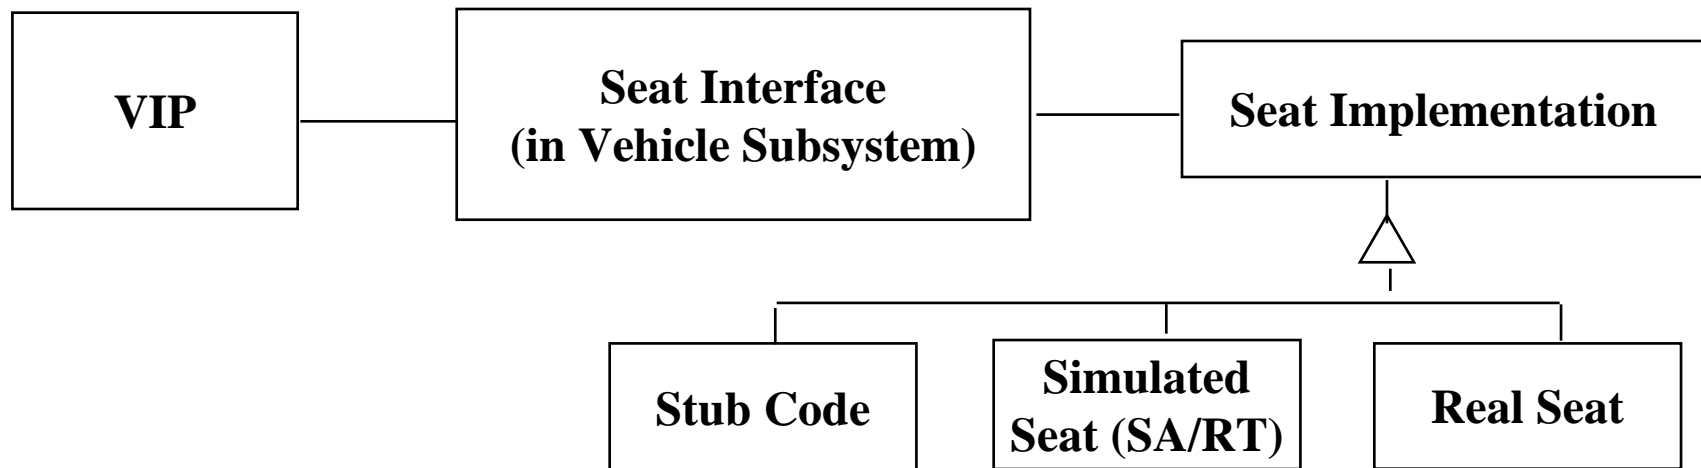 VIP
Seat Interface
(in Vehicle Subsystem)
Seat Implementation
Stub Code
Simulated
Seat (SA/RT)
Real Seat